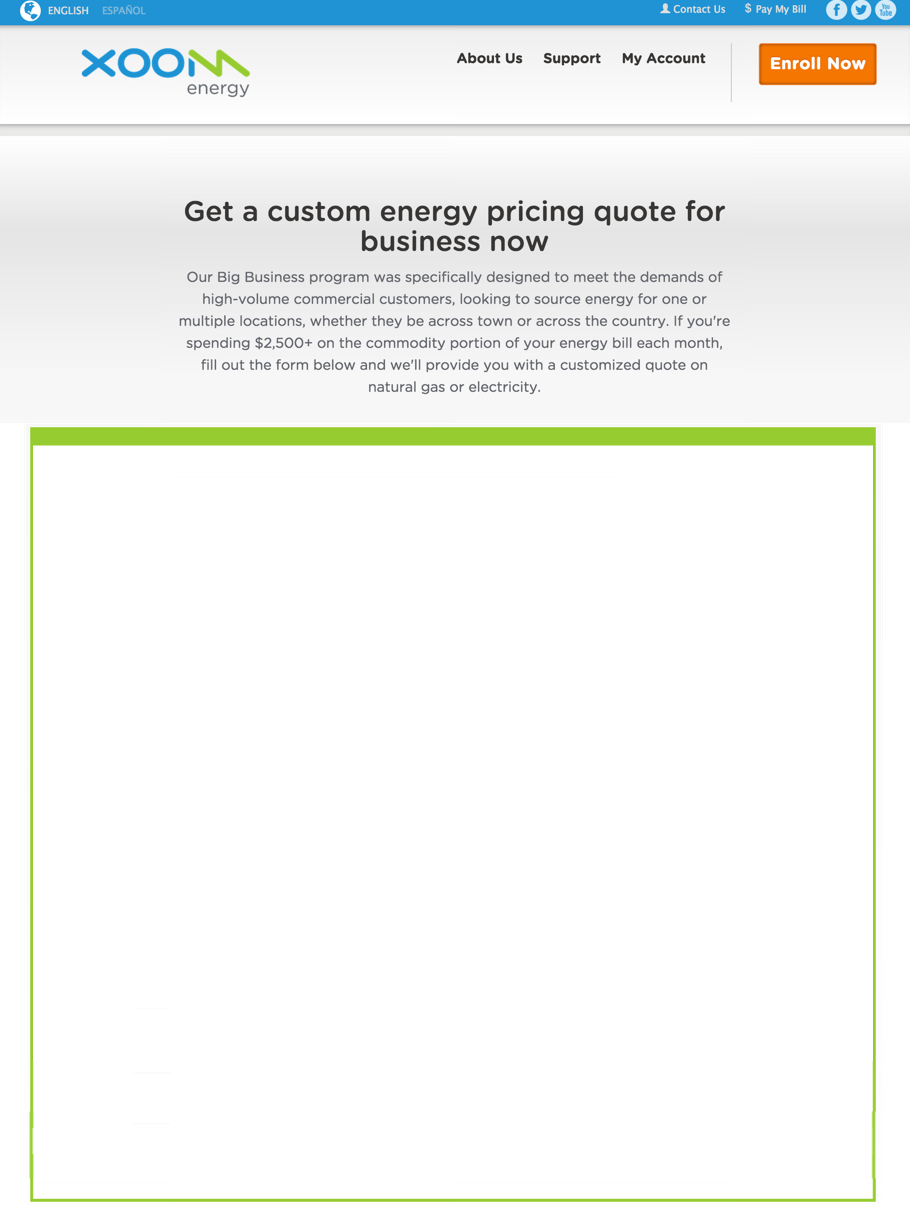 ENGLISH ESPAÑOL Contact Us $ Pay My Bill You Tube
XOOM
energy
About Us Support My Account Enroll Now
Get a custom energy pricing quote for
business now
Our Big Business program was specifically designed to meet the demands of
high-volume commercial customers, looking to source energy for one or
multiple locations, whether they be across town or across the country. If you're
spending $2,500+ on the commodity portion of your energy bill each month,
fill out the form below and we'll provide you with a customized quote on
natural gas or electricity.